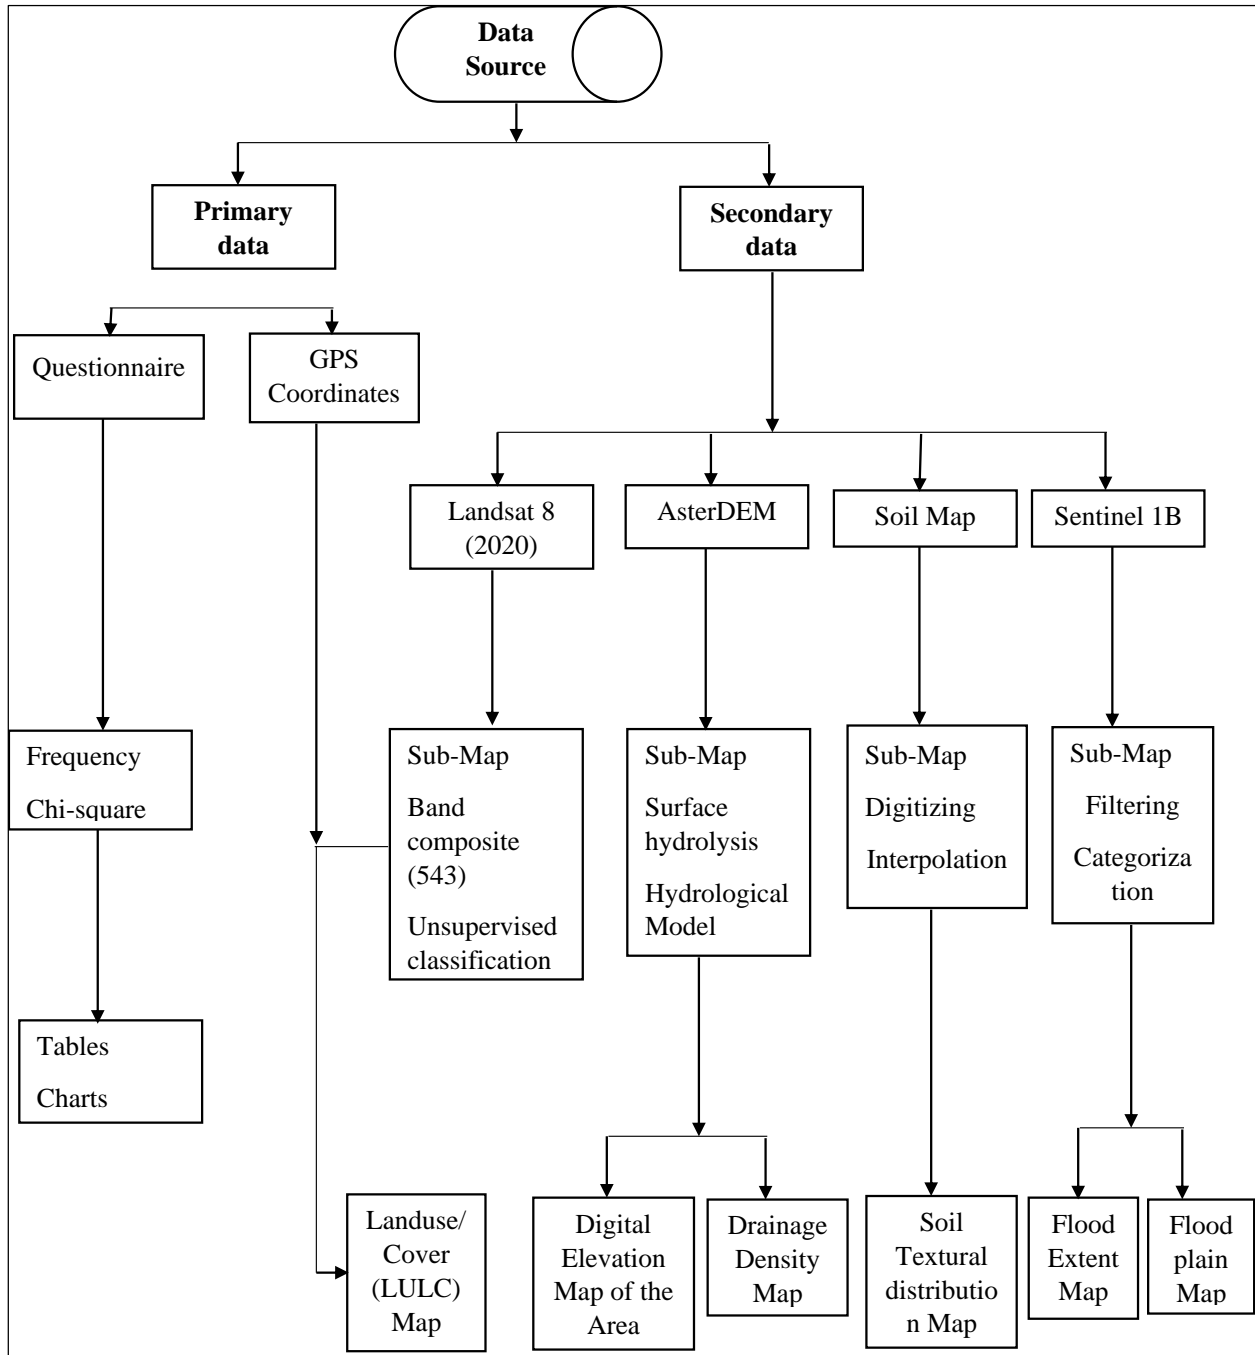 Data
Source
Primary
data
Secondary
data
Questionnaire
GPS
Coordinates
Landsat 8
(2020)
AsterDEM
Soil Map
Sentinel 1B
Frequency
Chi-square
Sub-Map
Band
composite
(543)
Unsupervised
classification
Sub-Map
Surface
hydrolysis
Hydrological
Model
Sub-Map
Digitizing
Interpolation
Sub-Map
Filtering
Categoriza
tion
Tables
Charts
Landuse/
Cover
(LULC)
Map
Digital
Elevation
Map of the
Area
Drainage
Density
Map
Soil
Textural
distributio
n Map
Flood
Extent
Map
Flood
plain
Map